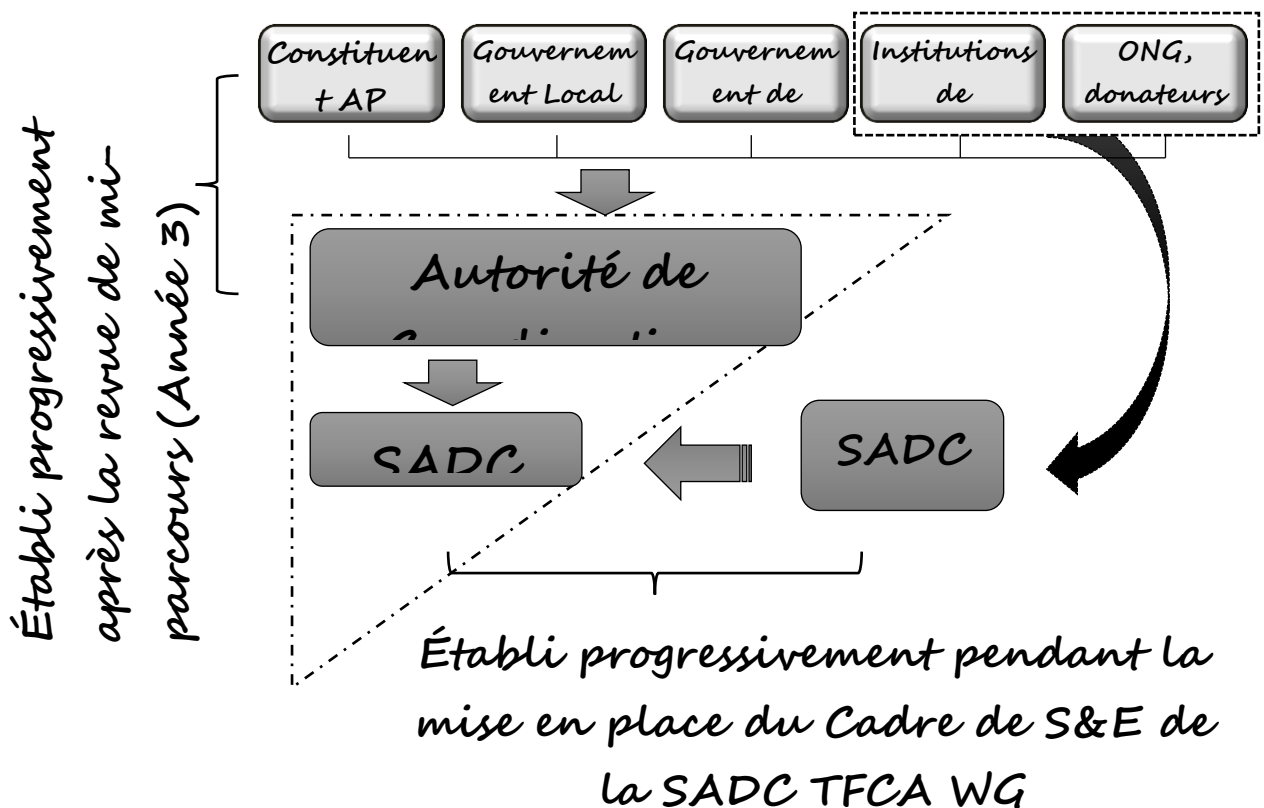 Constituen
t AP
Gouvernem
ent Local
Gouvernem
ent de
Institutions
de
ONG,
donateurs
Établi progressivement
après la revue de mi-
parcours (Année 3)
Autorité de
SADC
SADC
Établi progressivement pendant la
mise en place du Cadre de S&E de
la SADC TFCA WG